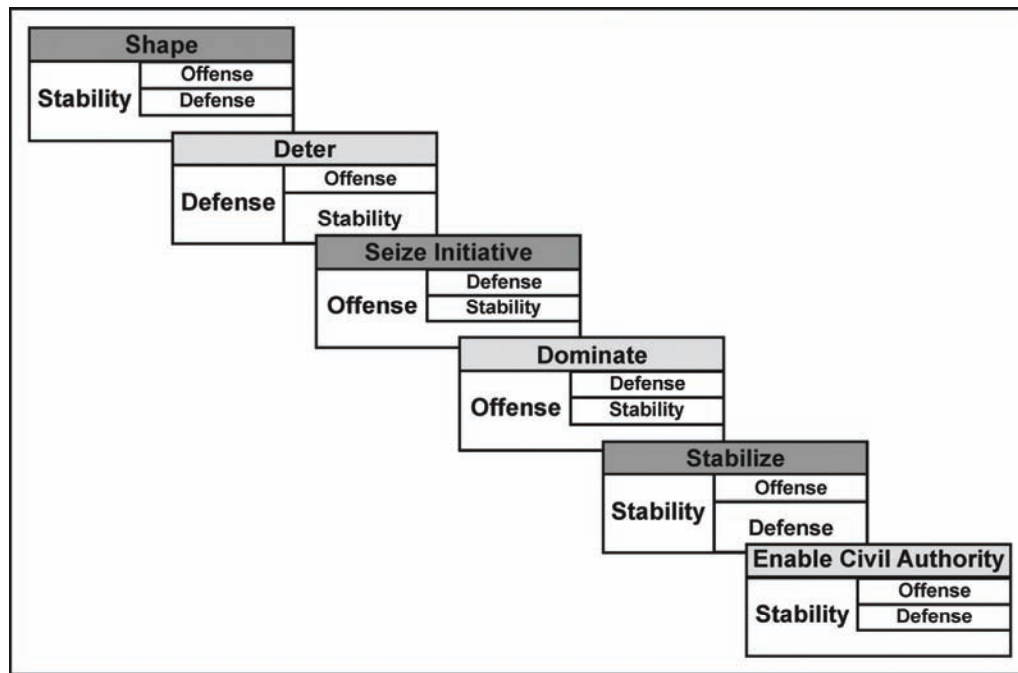 Shape
Offense
Stability
Defense
Deter
Offense
Defense
Stability
Seize Initiative
Defense
Offense
Stability
Dominate
Defense
Offense
Stability
Stabilize
Offense
Stability
Defense
Enable Civil Authority
Offense
Stability
Defense